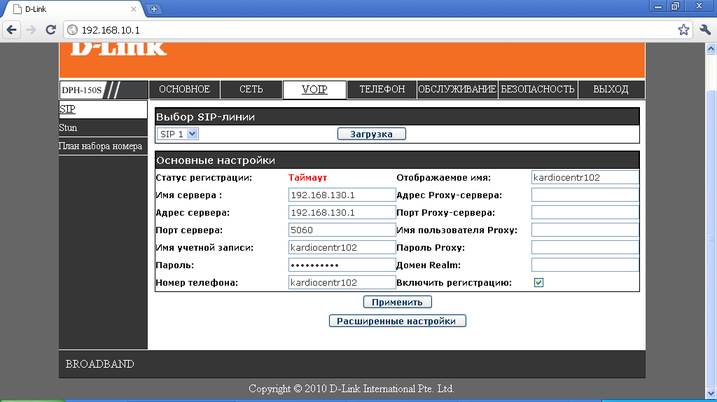 D-Link
192.168.10.1
D-Link
DPH-150S ОСНОВНОЕ СЕТЬ VOIP ТЕЛЕФОН ОБСЛУЖИВАНИЕ БЕЗОПАСНОСТЬ ВЫХОД
SIP
Stun
План набора номера
Выбор SIP-линии
SIP 1 Загрузка
Основные настройки
Статус регистрации: Таймаут Отображаемое имя: kardiocentr102
Имя сервера : 192.168.130.1 Адрес Proxy-сервера:
Адрес сервера: 192.168.130.1 Порт Proxy-сервера:
Порт сервера: 5060 Имя пользователя Proxy:
Имя учетной записи: kardiocentr102 Пароль Proxy:
Пароль: •••••••••• Домен Realm:
Номер телефона: kardiocentr102 Включить регистрацию:
Применить
Расширенные настройки
BROADBAND
Copyright © 2010 D-Link International Pte. Ltd.